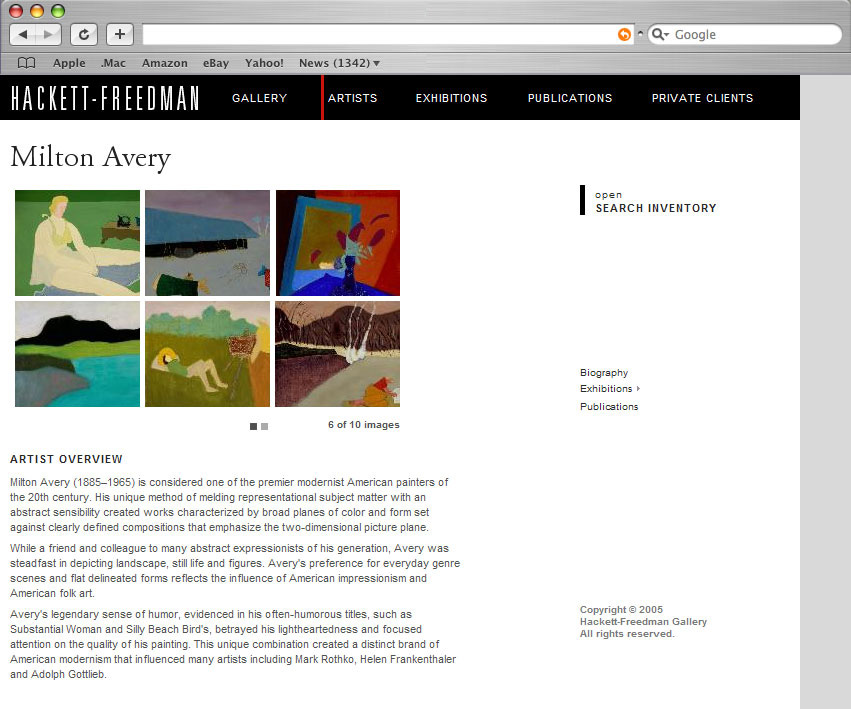 Google
Apple .Mac Amazon eBay Yahoo! News (1342)
HACKETT-FREEDMAN GALLERY ARTISTS EXHIBITIONS PUBLICATIONS PRIVATE CLIENTS
Milton Avery
open
SEARCH INVENTORY
Biography
Exhibitions
Publications
6 of 10 images
ARTIST OVERVIEW
Milton Avery (1885–1965) is considered one of the premier modernist American painters of
the 20th century. His unique method of melding representational subject matter with an
abstract sensibility created works characterized by broad planes of color and form set
against clearly defined compositions that emphasize the two-dimensional picture plane.
While a friend and colleague to many abstract expressionists of his generation, Avery was
steadfast in depicting landscape, still life and figures. Avery's preference for everyday genre
scenes and flat delineated forms reflects the influence of American impressionism and
American folk art.
Avery's legendary sense of humor, evidenced in his often-humorous titles, such as
Substantial Woman and Silly Beach Bird's, betrayed his lightheartedness and focused
attention on the quality of his painting. This unique combination created a distinct brand of
American modernism that influenced many artists including Mark Rothko, Helen Frankenthaler
and Adolph Gottlieb.
Copyright © 2005
Hackett-Freedman Gallery
All rights reserved.